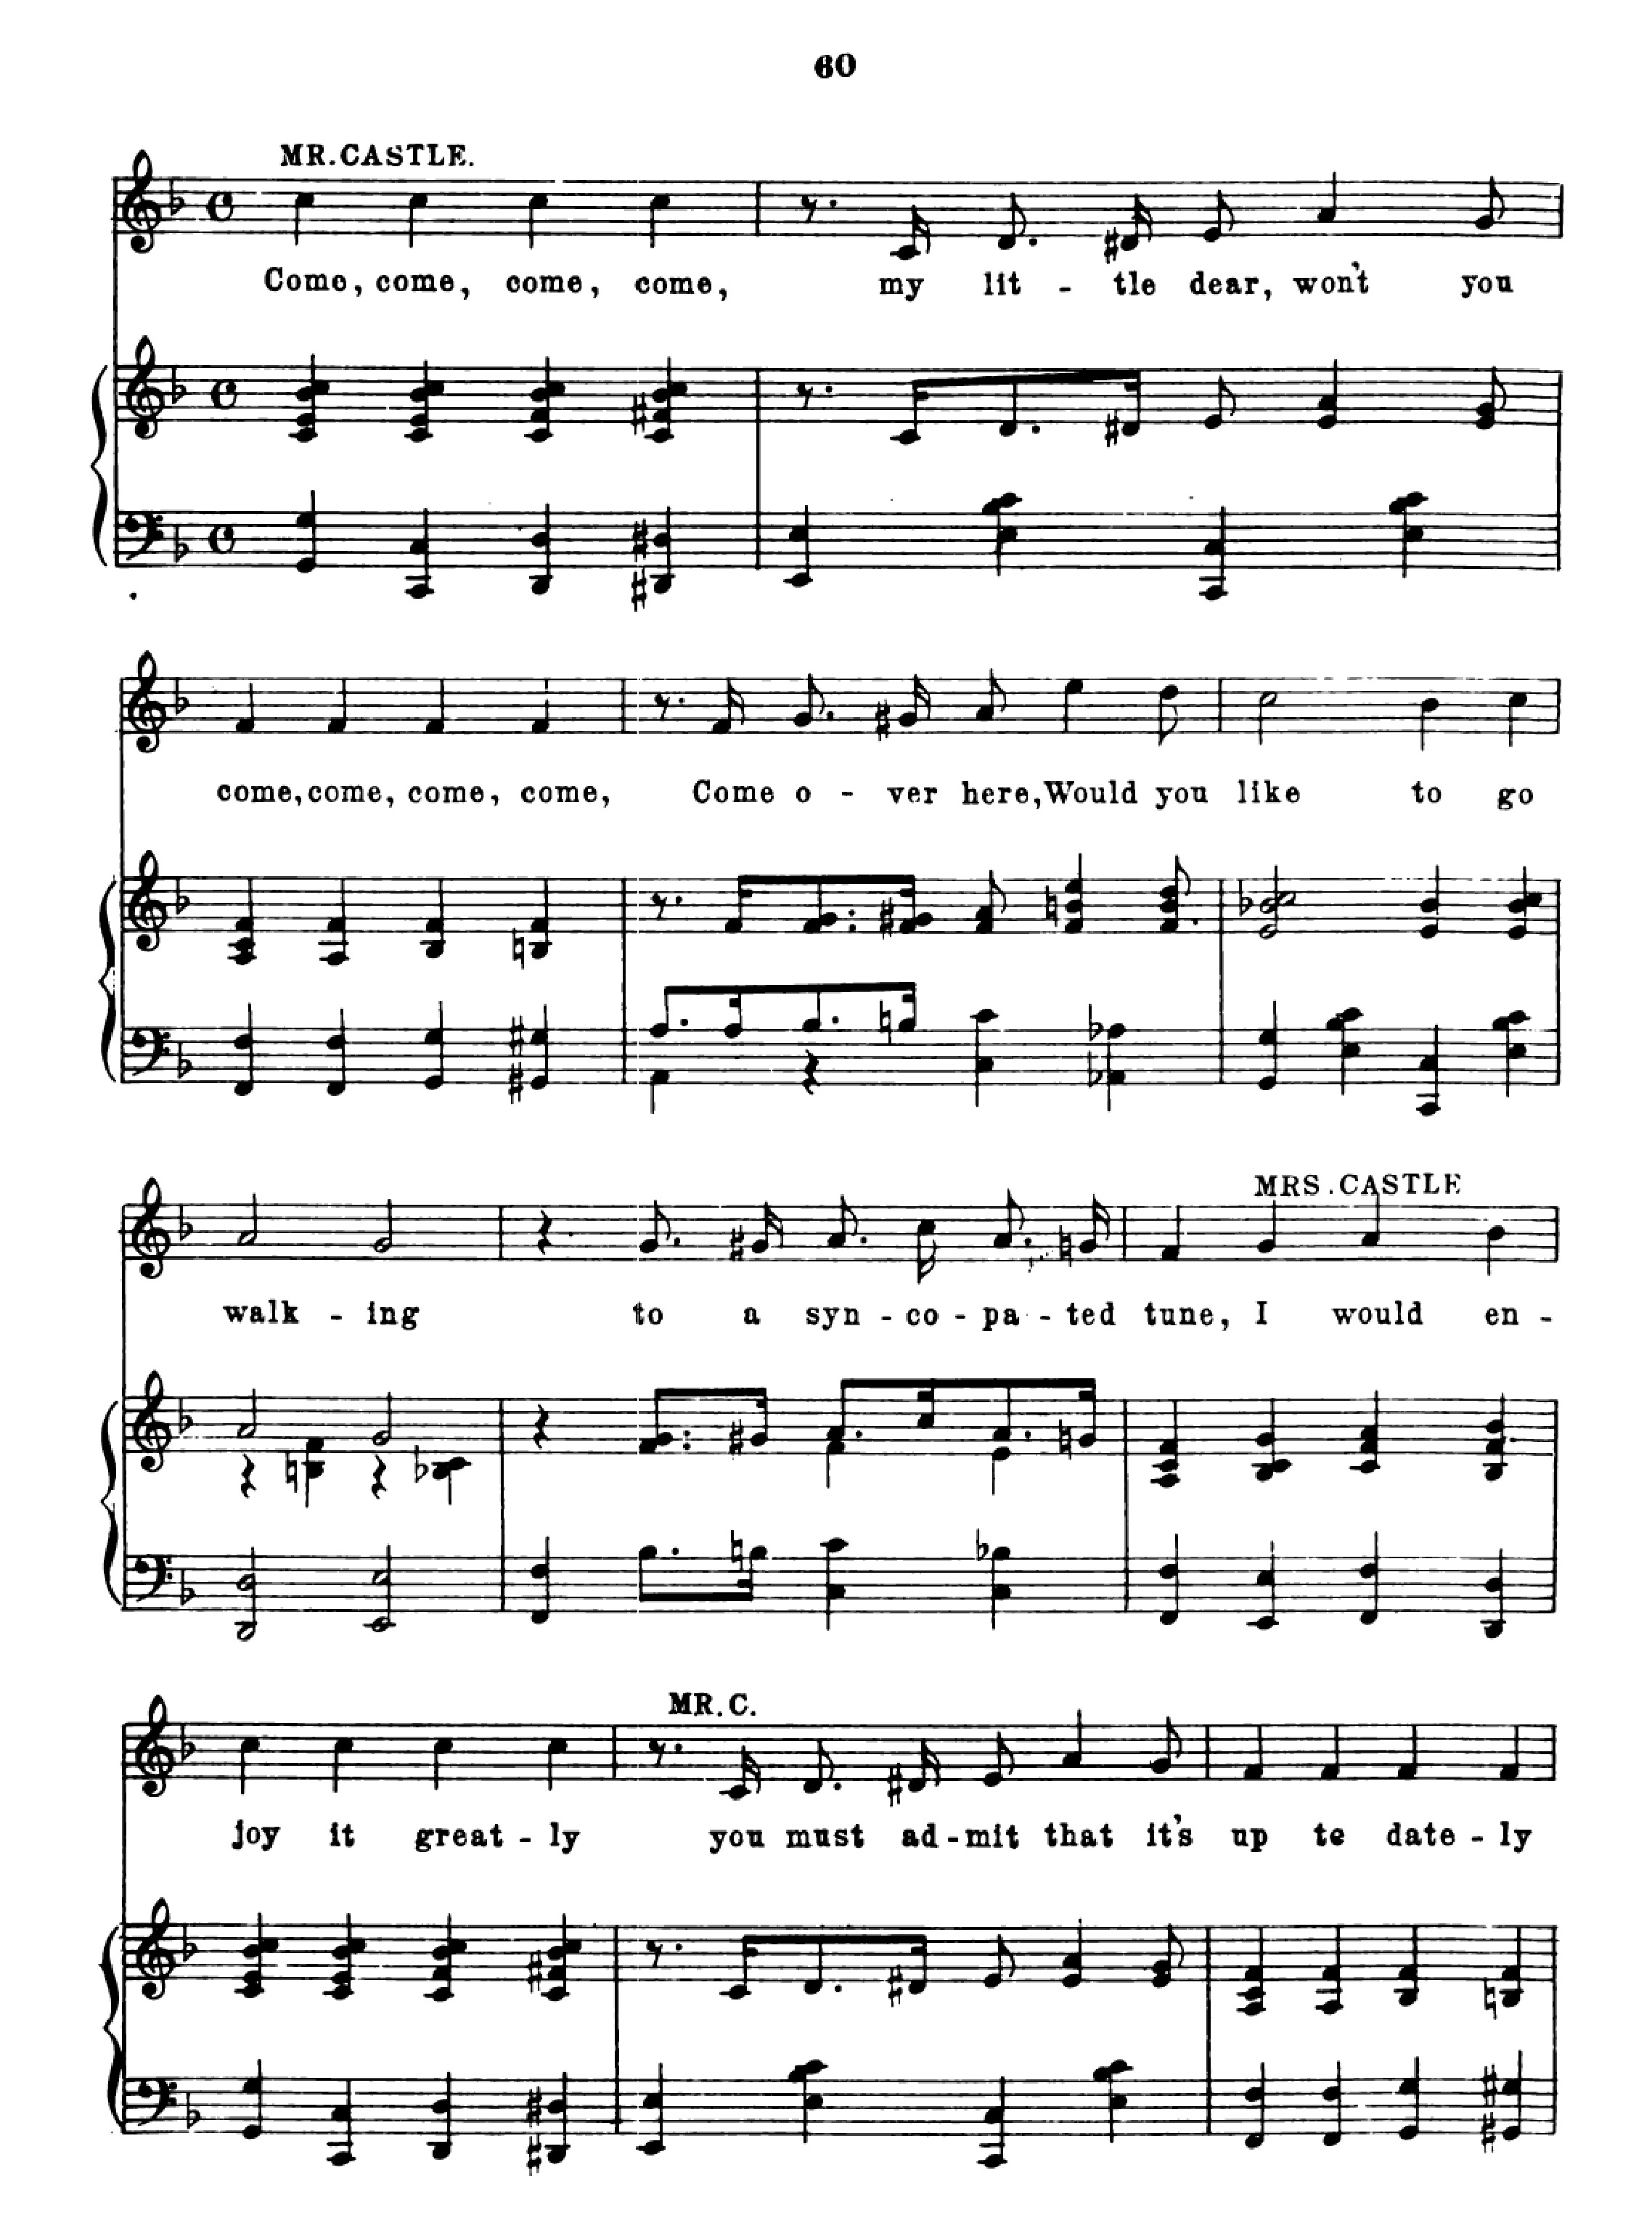 60
MR. CASTLE.
Come, come, come, come, my lit - tle dear, won't you
come, come, come, come, Come o - ver here, Would you like to go
MRS. CASTLE
walk - ing to a syn - co - pa - ted tune, I would en -
MR. C.
joy it great - ly you must ad - mit that it's up te date - ly